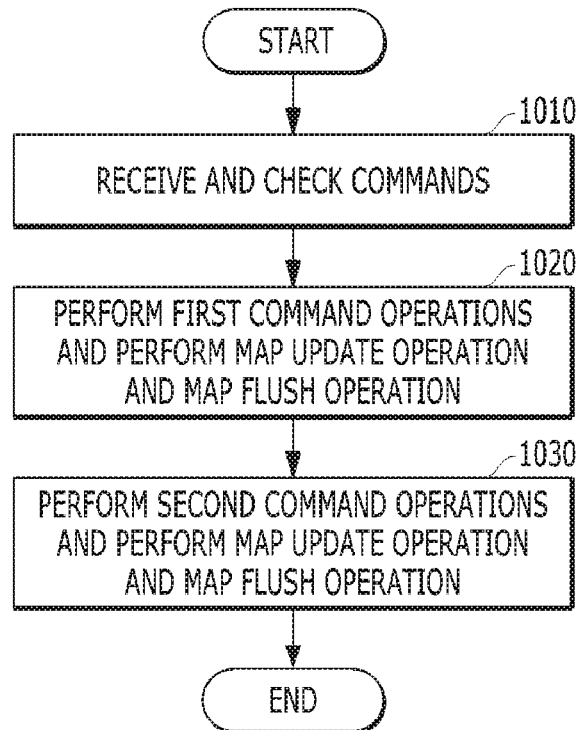 START
1010
RECEIVE AND CHECK COMMANDS
1020
PERFORM FIRST COMMAND OPERATIONS
AND PERFORM MAP UPDATE OPERATION
AND MAP FLUSH OPERATION
1030
PERFORM SECOND COMMAND OPERATIONS
AND PERFORM MAP UPDATE OPERATION
AND MAP FLUSH OPERATION
END